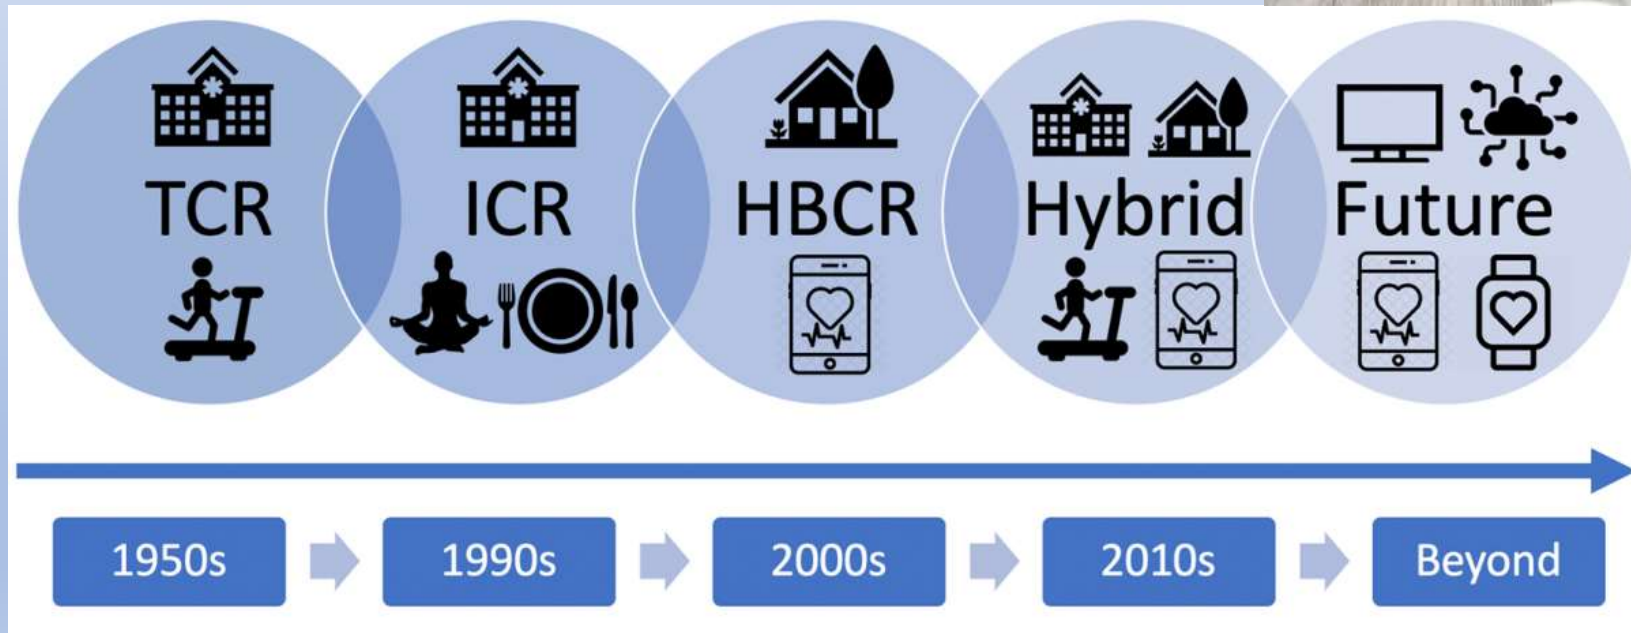 TCR
ICR
HBCR
Hybrid
Future
1950s
1990s
2000s
2010s
Beyond